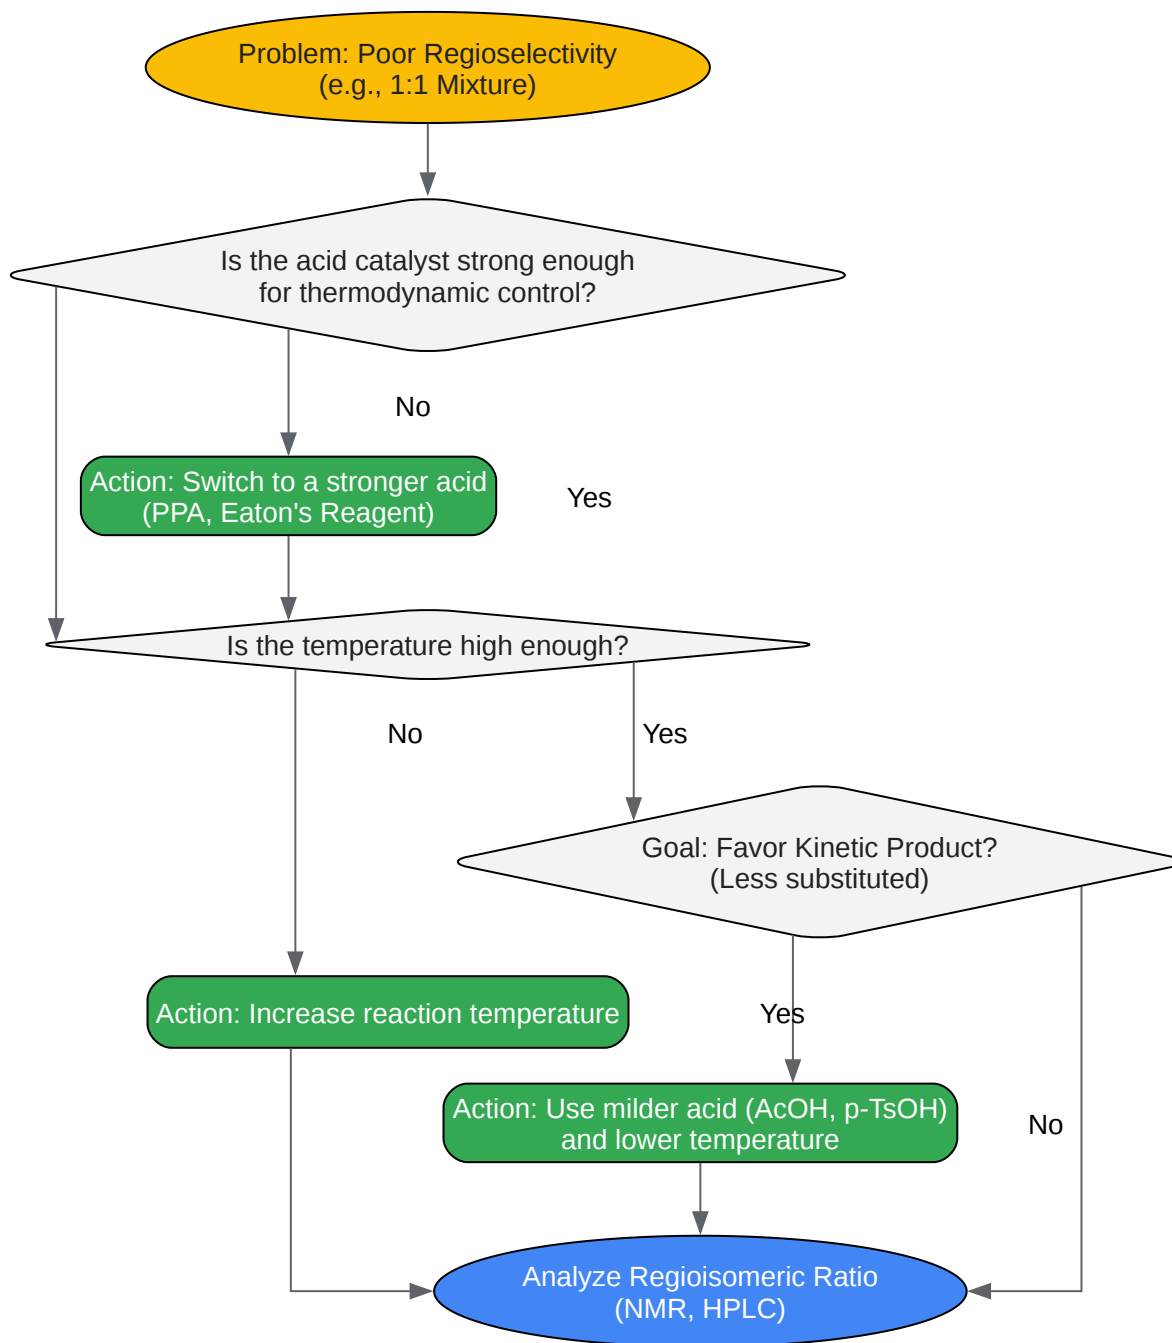 Problem: Poor Regioselectivity
(e.g., 1:1 Mixture)
Is the acid catalyst strong enough
for thermodynamic control?
No
Action: Switch to a stronger acid
(PPA, Eaton's Reagent)
Yes
Is the temperature high enough?
No
Yes
Goal: Favor Kinetic Product?
(Less substituted)
Action: Increase reaction temperature
Yes
Action: Use milder acid (AcOH, p-TsOH)
and lower temperature
No
Analyze Regioisomeric Ratio
(NMR, HPLC)